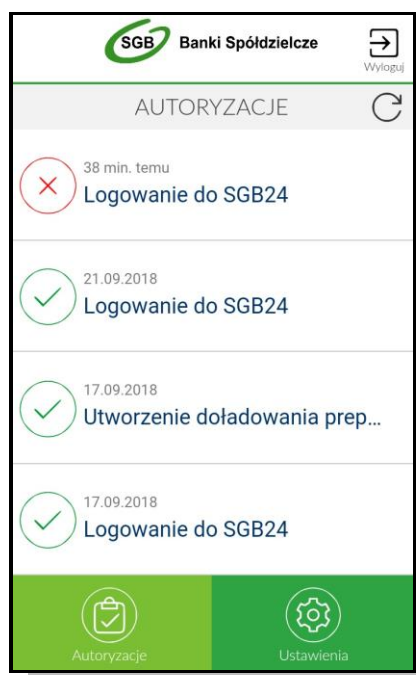 SGB Banki Spółdzielcze
Wyloguj
AUTORYZACJE
38 min. temu
Logowanie do SGB24
21.09.2018
Logowanie do SGB24
17.09.2018
Utworzenie doładowania prep...
17.09.2018
Logowanie do SGB24
Autoryzacje Ustawienia